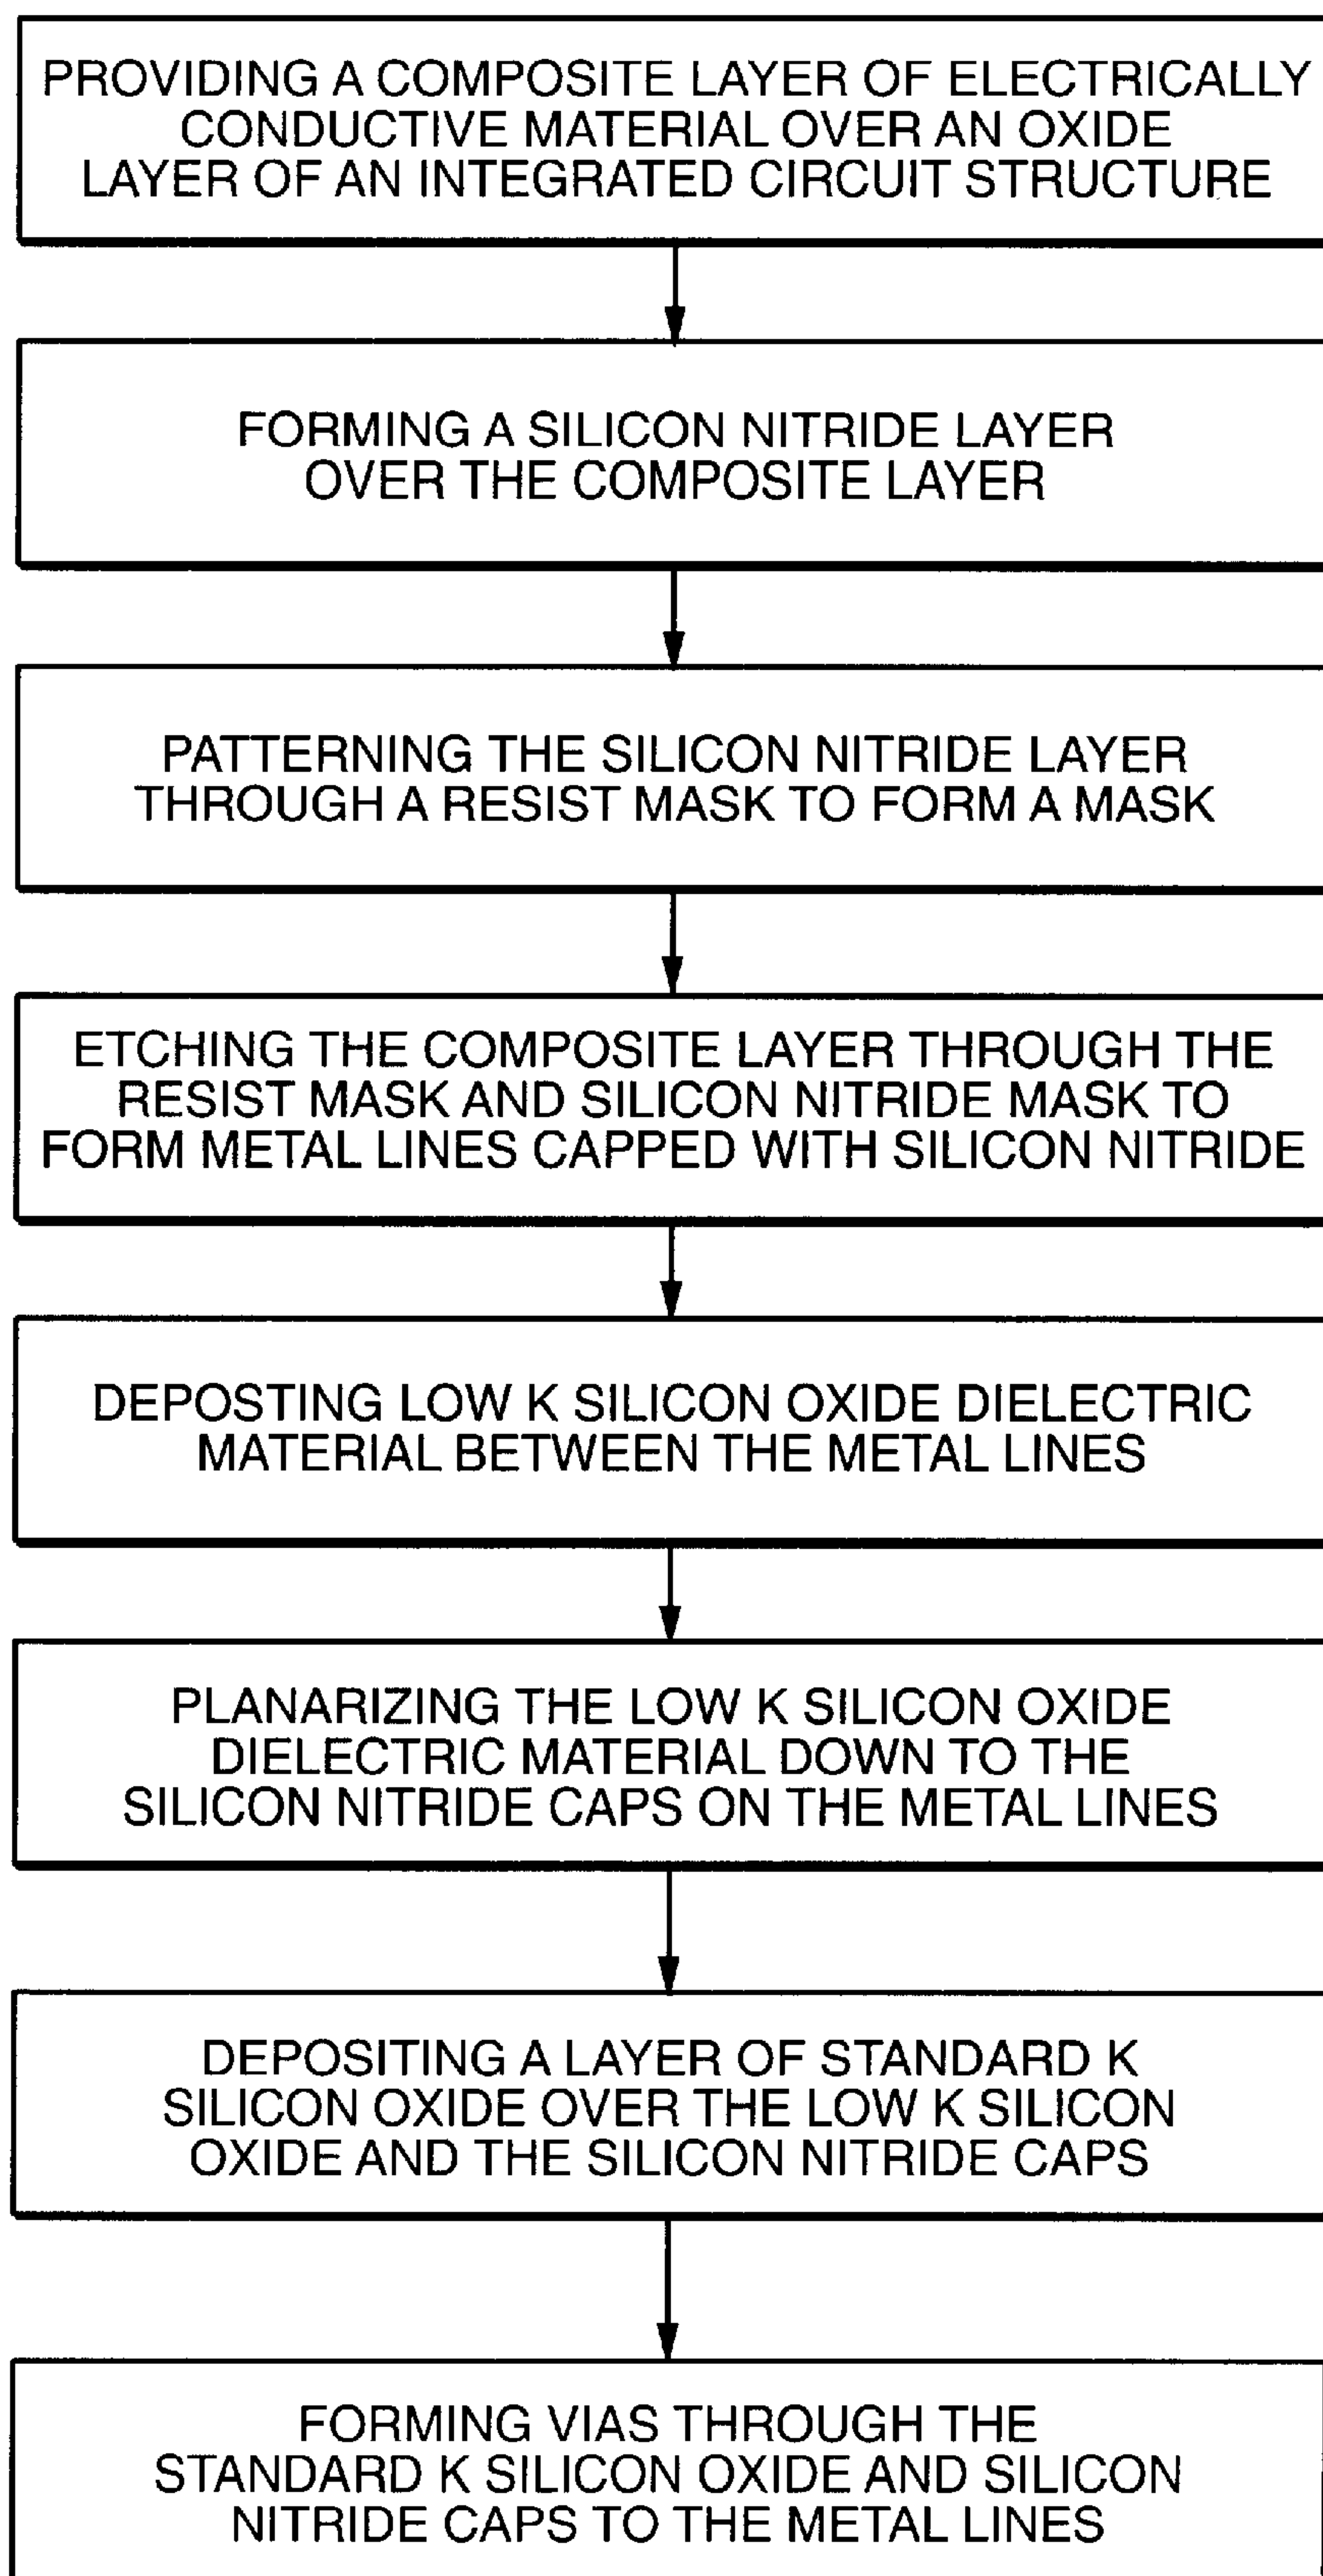 PROVIDING A COMPOSITE LAYER OF ELECTRICALLY
CONDUCTIVE MATERIAL OVER AN OXIDE
LAYER OF AN INTEGRATED CIRCUIT STRUCTURE
FORMING A SILICON NITRIDE LAYER
OVER THE COMPOSITE LAYER
PATTERNING THE SILICON NITRIDE LAYER
THROUGH A RESIST MASK TO FORM A MASK
ETCHING THE COMPOSITE LAYER THROUGH THE
RESIST MASK AND SILICON NITRIDE MASK TO
FORM METAL LINES CAPPED WITH SILICON NITRIDE
DEPOSTING LOW K SILICON OXIDE DIELECTRIC
MATERIAL BETWEEN THE METAL LINES
PLANARIZING THE LOW K SILICON OXIDE
DIELECTRIC MATERIAL DOWN TO THE
SILICON NITRIDE CAPS ON THE METAL LINES
DEPOSITING A LAYER OF STANDARD K
SILICON OXIDE OVER THE LOW K SILICON
OXIDE AND THE SILICON NITRIDE CAPS
FORMING VIAS THROUGH THE
STANDARD K SILICON OXIDE AND SILICON
NITRIDE CAPS TO THE METAL LINES